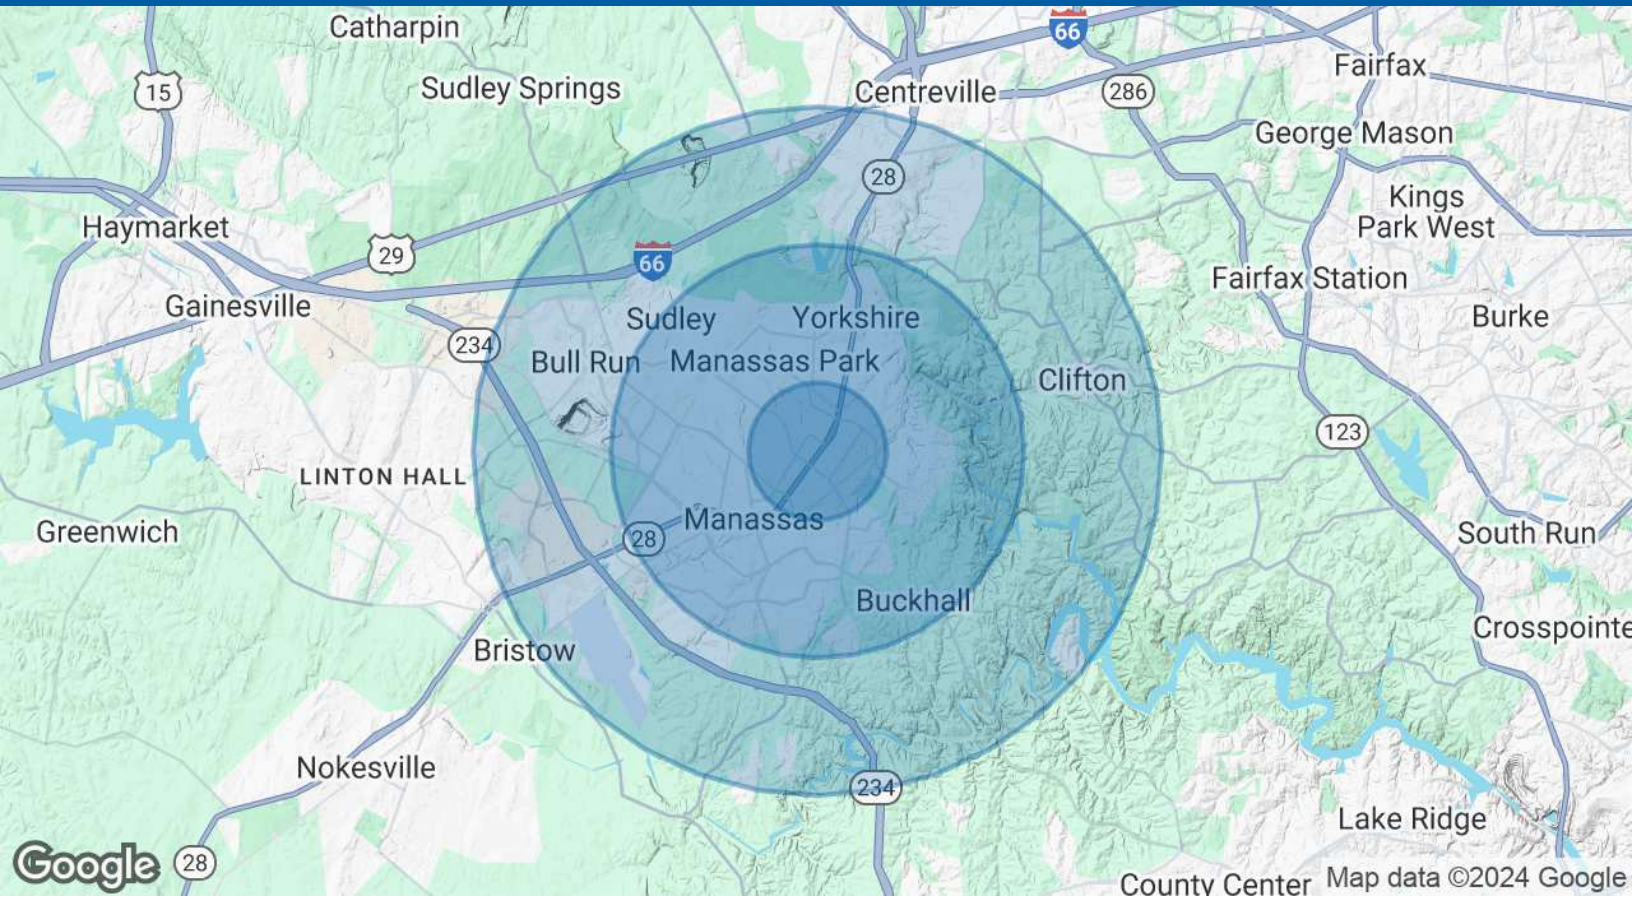 Catharpin
66
Fairfax
15
Sudley Springs
Centreville
286
George Mason
28
Kings
Park West
Haymarket
29
66
Fairfax Station
Gainesville
Sudley
Yorkshire
Burke
234
Bull Run
Manassas Park
Clifton
123
LINTON HALL
Greenwich
Manassas
28
South Run
Buckhall
Crosspointe
Bristow
Nokesville
234
Lake Ridge
Google
28
County Center
Map data ©2024 Google